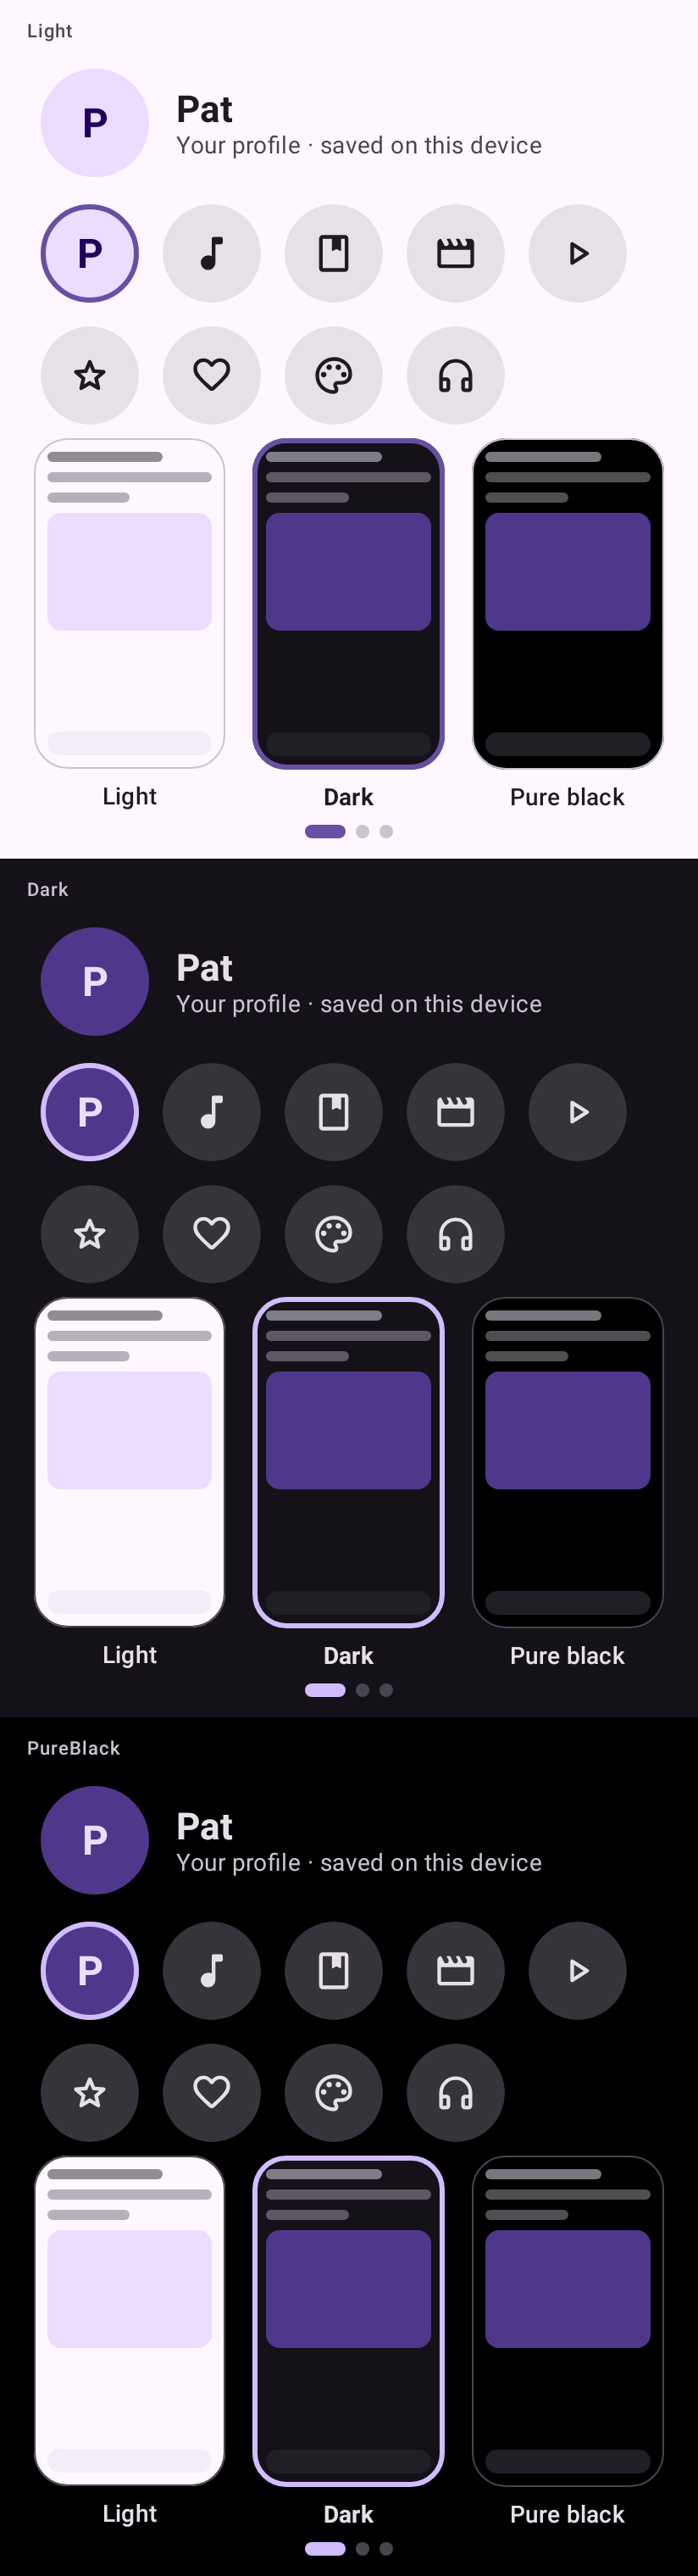 Light
P
Pat
Your profile · saved on this device
P
Light
Dark
Pure black
Dark
P
Pat
Your profile · saved on this device
P
Light
Dark
Pure black
PureBlack
P
Pat
Your profile · saved on this device
P
Light
Dark
Pure black